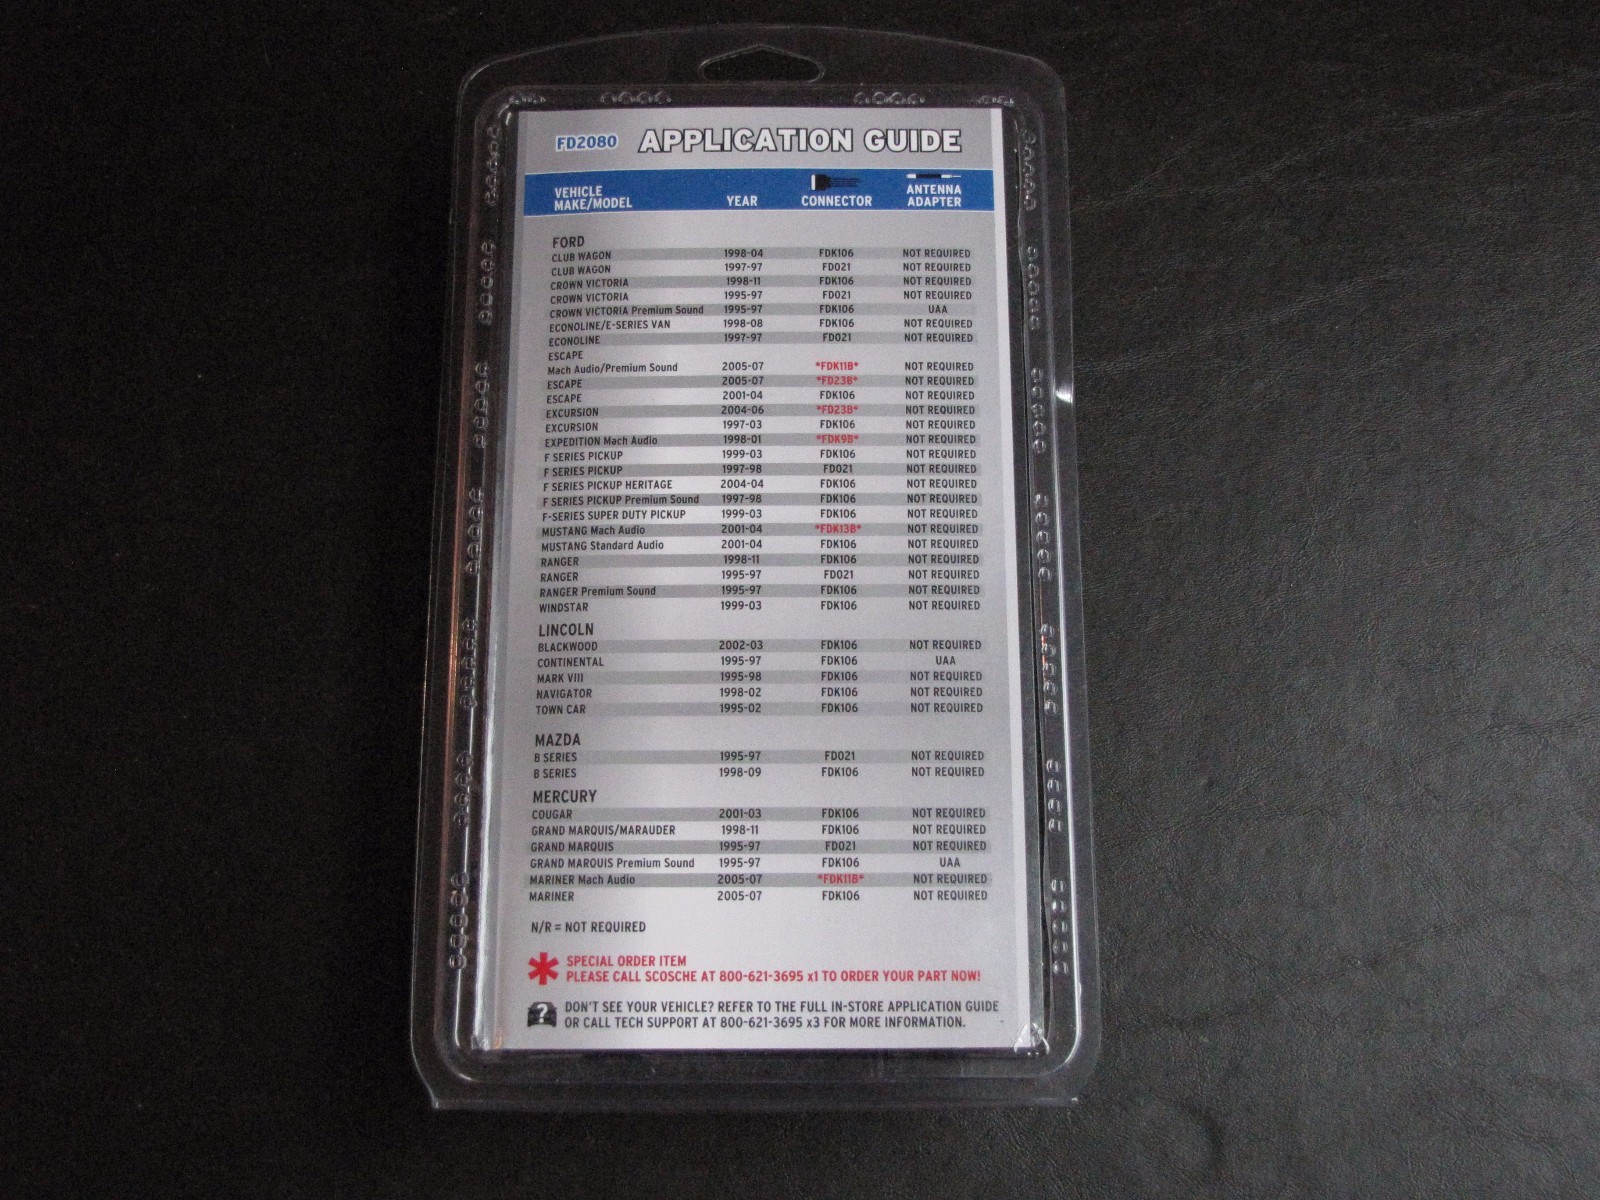 FD2080 APPLICATION GUIDE
VEHICLE MAKE/MODEL YEAR CONNECTOR ANTENNA ADAPTER
FORD
CLUB WAGON 1998-04 FDK106 NOT REQUIRED
CLUB WAGON 1997-97 FD021 NOT REQUIRED
CROWN VICTORIA 1998-11 FDK106 NOT REQUIRED
CROWN VICTORIA 1995-97 FD021 NOT REQUIRED
CROWN VICTORIA Premium Sound 1995-97 FDK106 UAA
ECONOLINE/E-SERIES VAN 1998-08 FDK106 NOT REQUIRED
ECONOLINE 1997-97 FD021 NOT REQUIRED
ESCAPE
Mach Audio/Premium Sound 2005-07 *FDK11B* NOT REQUIRED
ESCAPE 2005-07 *FD23B* NOT REQUIRED
ESCAPE 2001-04 FDK106 NOT REQUIRED
EXCURSION 2004-06 *FD23B* NOT REQUIRED
EXCURSION 1997-03 FDK106 NOT REQUIRED
EXPEDITION Mach Audio 1998-01 *FDK9B* NOT REQUIRED
F SERIES PICKUP 1999-03 FDK106 NOT REQUIRED
F SERIES PICKUP 1997-98 FD021 NOT REQUIRED
F SERIES PICKUP HERITAGE 2004-04 FDK106 NOT REQUIRED
F SERIES PICKUP Premium Sound 1997-98 FDK106 NOT REQUIRED
F-SERIES SUPER DUTY PICKUP 1999-03 FDK106 NOT REQUIRED
MUSTANG Mach Audio 2001-04 *FDK13B* NOT REQUIRED
MUSTANG Standard Audio 2001-04 FDK106 NOT REQUIRED
RANGER 1998-11 FDK106 NOT REQUIRED
RANGER 1995-97 FD021 NOT REQUIRED
RANGER Premium Sound 1995-97 FDK106 NOT REQUIRED
WINDSTAR 1999-03 FDK106 NOT REQUIRED
LINCOLN
BLACKWOOD 2002-03 FDK106 NOT REQUIRED
CONTINENTAL 1995-97 FDK106 UAA
MARK VIII 1995-98 FDK106 NOT REQUIRED
NAVIGATOR 1998-02 FDK106 NOT REQUIRED
TOWN CAR 1995-02 FDK106 NOT REQUIRED
MAZDA
B SERIES 1995-97 FD021 NOT REQUIRED
B SERIES 1998-09 FDK106 NOT REQUIRED
MERCURY
COUGAR 2001-03 FDK106 NOT REQUIRED
GRAND MARQUIS/MARAUDER 1998-11 FDK106 NOT REQUIRED
GRAND MARQUIS 1995-97 FD021 NOT REQUIRED
GRAND MARQUIS Premium Sound 1995-97 FDK106 UAA
MARINER Mach Audio 2005-07 *FDK11B* NOT REQUIRED
MARINER 2005-07 FDK106 NOT REQUIRED
N/R = NOT REQUIRED
* SPECIAL ORDER ITEM
PLEASE CALL SCOSCHE AT 800-621-3695 x1 TO ORDER YOUR PART NOW!
? DON'T SEE YOUR VEHICLE? REFER TO THE FULL IN-STORE APPLICATION GUIDE
OR CALL TECH SUPPORT AT 800-621-3695 x3 FOR MORE INFORMATION.